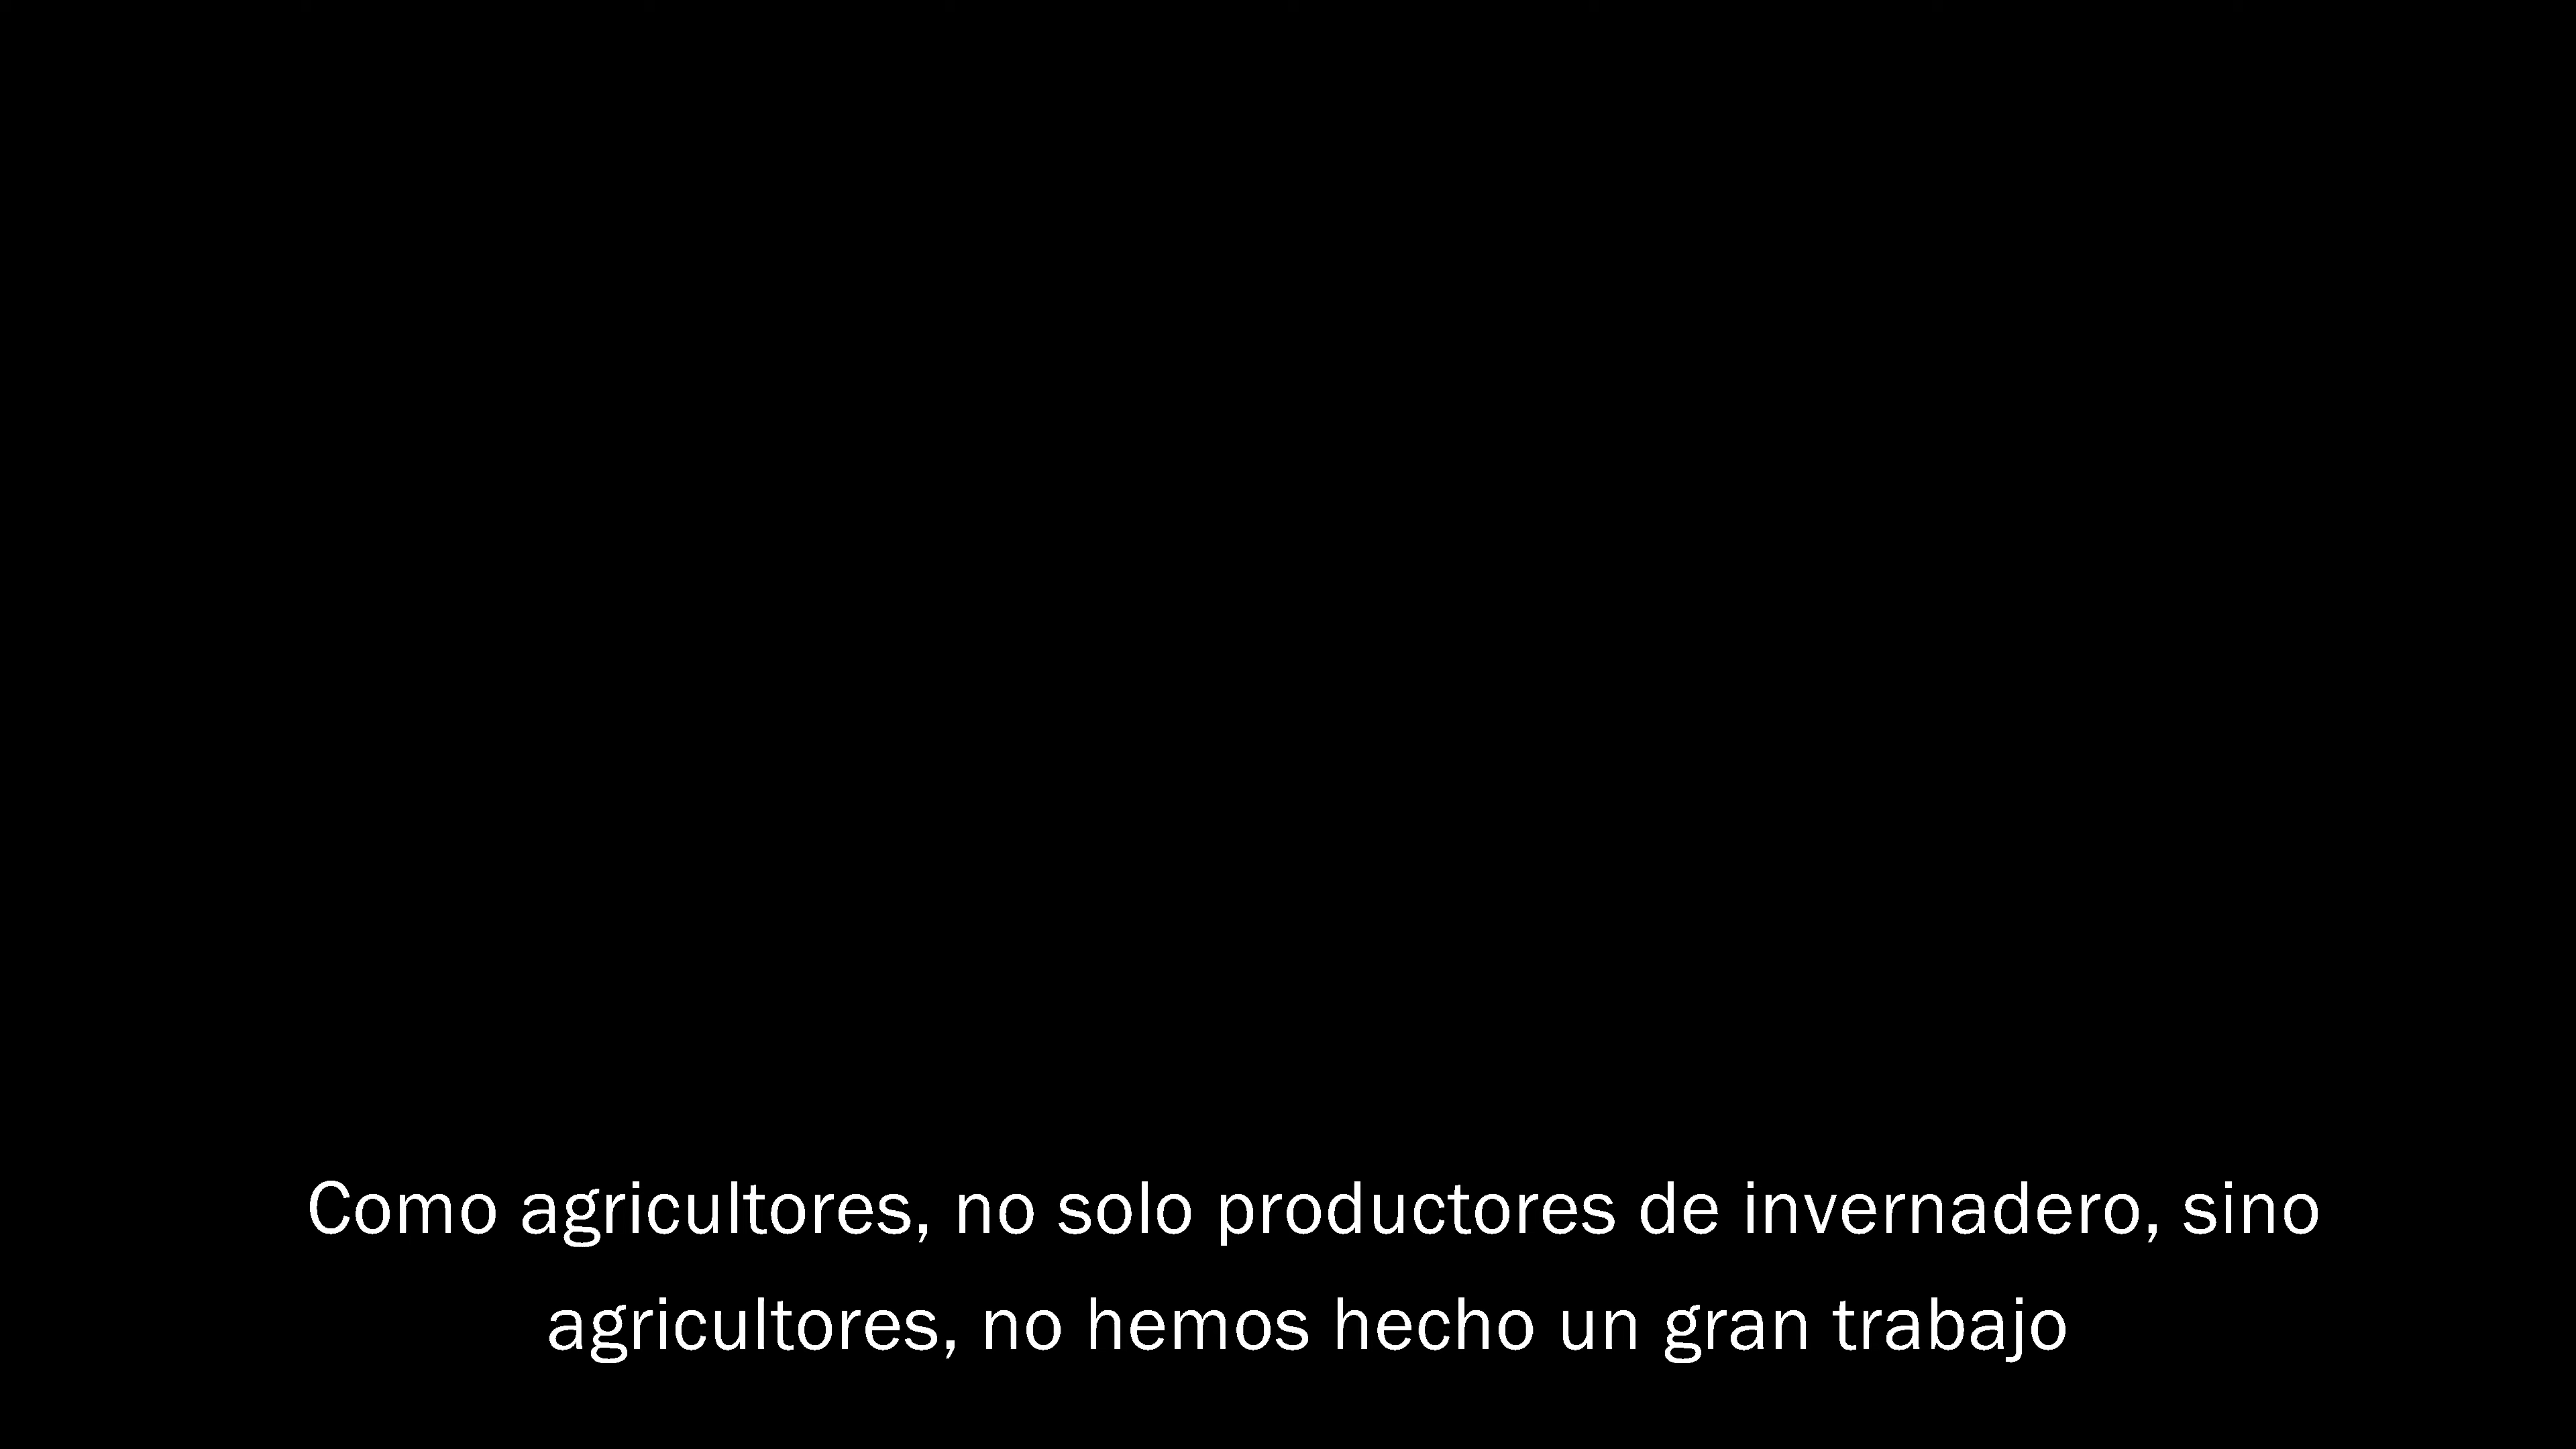 Como agricultores, no solo productores de invernadero, sino
agricultores, no hemos hecho un gran trabajo